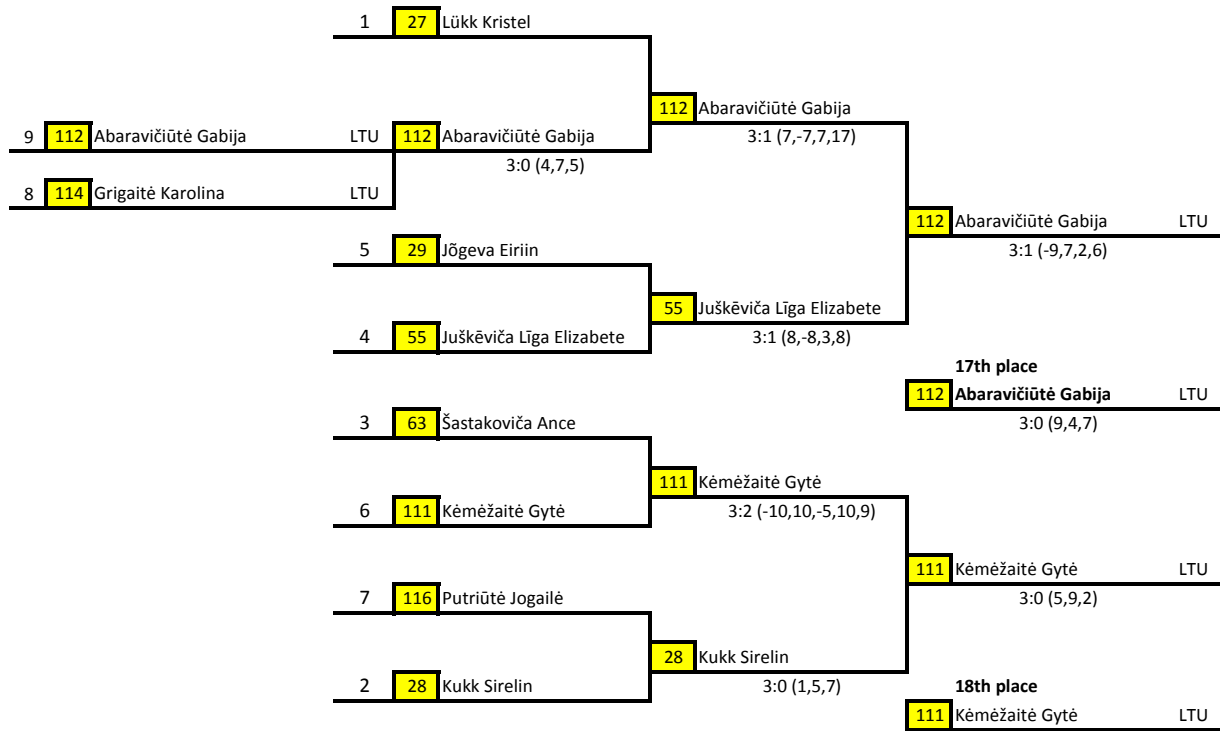 1 27 Lükk Kristel
112 Abaravičiūtė Gabija
9 112 Abaravičiūtė Gabija LTU 112 Abaravičiūtė Gabija 3:1 (7,-7,7,17)
3:0 (4,7,5)
8 114 Grigaitė Karolina LTU
112 Abaravičiūtė Gabija LTU
5 29 Jõgeva Eiriin 3:1 (-9,7,2,6)
55 Juškēviča Līga Elizabete
4 55 Juškēviča Līga Elizabete 3:1 (8,-8,3,8)
17th place
112 Abaravičiūtė Gabija LTU
3 63 Šastakoviča Ance 3:0 (9,4,7)
111 Kėmėžaitė Gytė
6 111 Kėmėžaitė Gytė 3:2 (-10,10,-5,10,9)
111 Kėmėžaitė Gytė LTU
7 116 Putriūtė Jogailė 3:0 (5,9,2)
28 Kukk Sirelin
2 28 Kukk Sirelin 3:0 (1,5,7) 18th place
111 Kėmėžaitė Gytė LTU